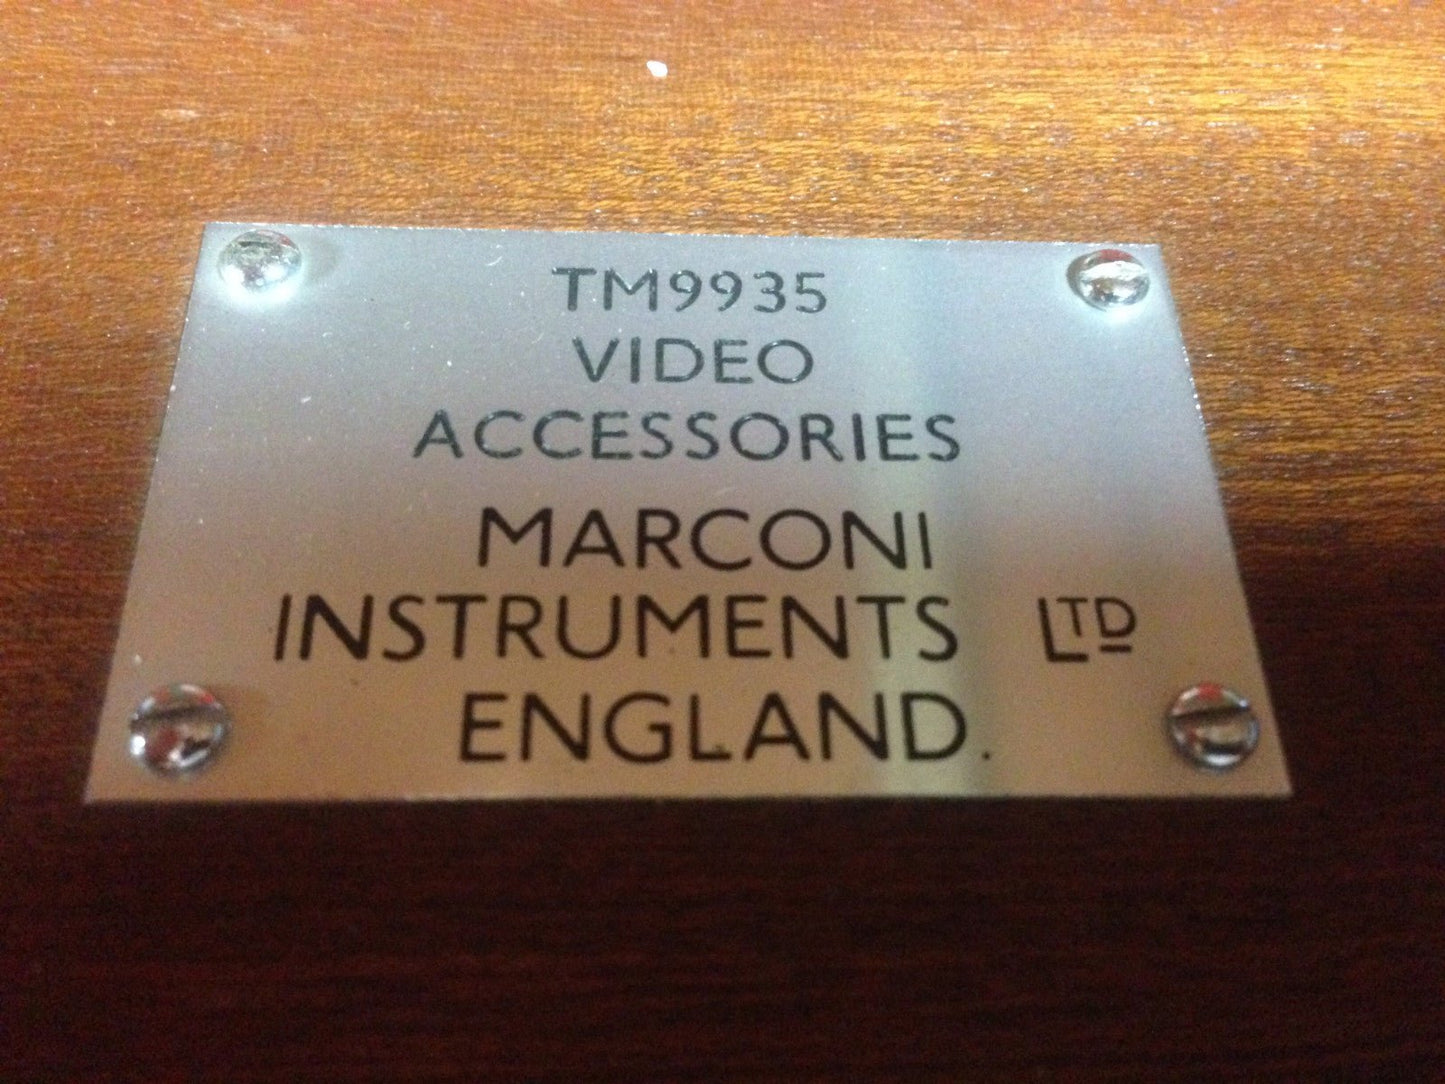 TM9935
VIDEO
ACCESSORIES
MARCONI
INSTRUMENTS LTD
ENGLAND.